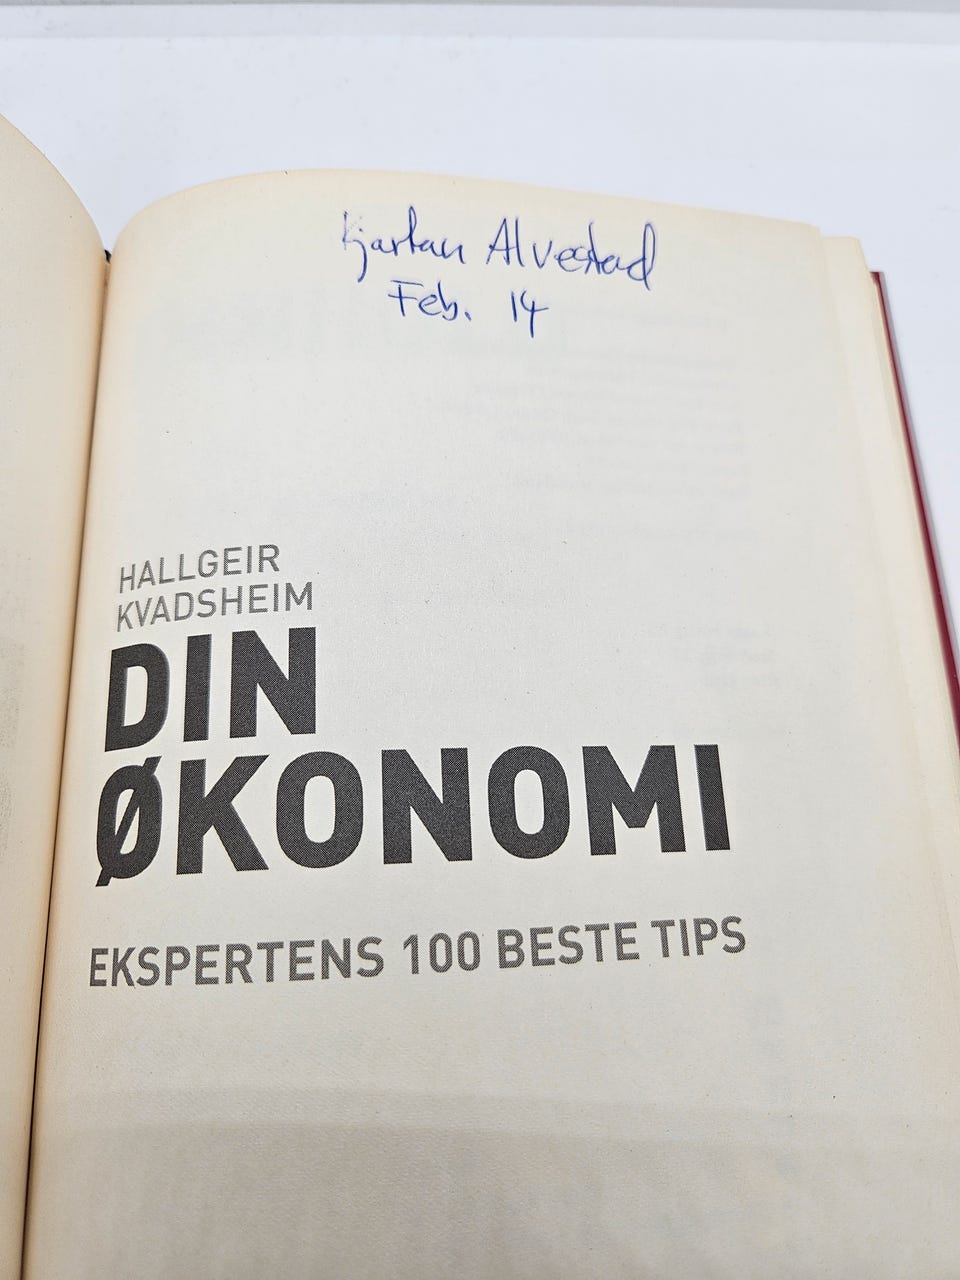 Kjartan Alvestad
Feb. 14
HALLGEIR
KVADSHEIM
DIN
ØKONOMI
EKSPERTENS 100 BESTE TIPS